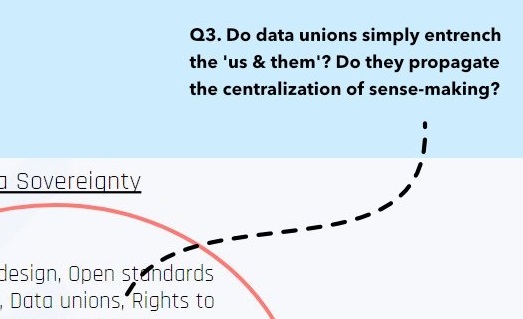 Q3. Do data unions simply entrench
the 'us & them'? Do they propagate
the centralization of sense-making?
a Sovereignty
design, Open standards
, Data unions, Rights to